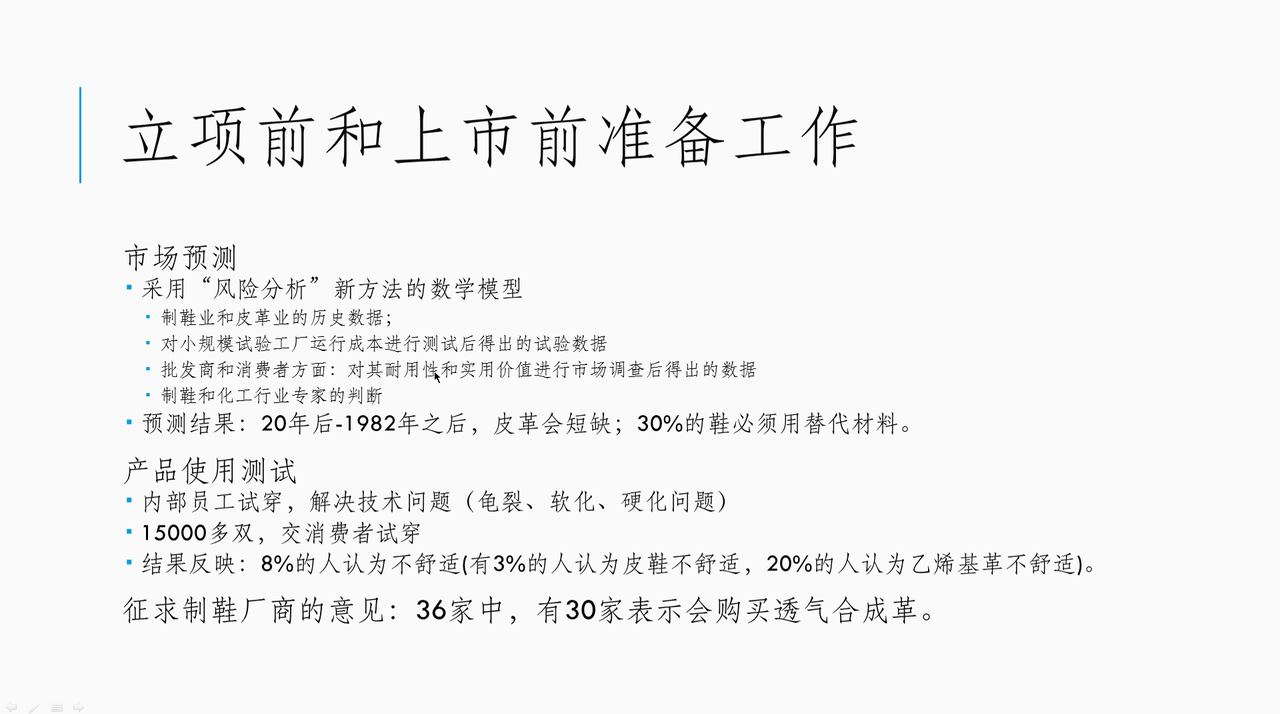 立项前和上市前准备工作
市场预测
▪ 采用“风险分析”新方法的数学模型
▪ 制鞋业和皮革业的历史数据；
▪ 对小规模试验工厂运行成本进行测试后得出的试验数据
▪ 批发商和消费者方面：对其耐用性和实用价值进行市场调查后得出的数据
▪ 制鞋和化工行业专家的判断
▪ 预测结果：20年后-1982年之后，皮革会短缺；30%的鞋必须用替代材料。
产品使用测试
▪ 内部员工试穿，解决技术问题（龟裂、软化、硬化问题）
▪ 15000多双，交消费者试穿
▪ 结果反映：8%的人认为不舒适(有3%的人认为皮鞋不舒适，20%的人认为乙烯基革不舒适)。
征求制鞋厂商的意见：36家中，有30家表示会购买透气合成革。